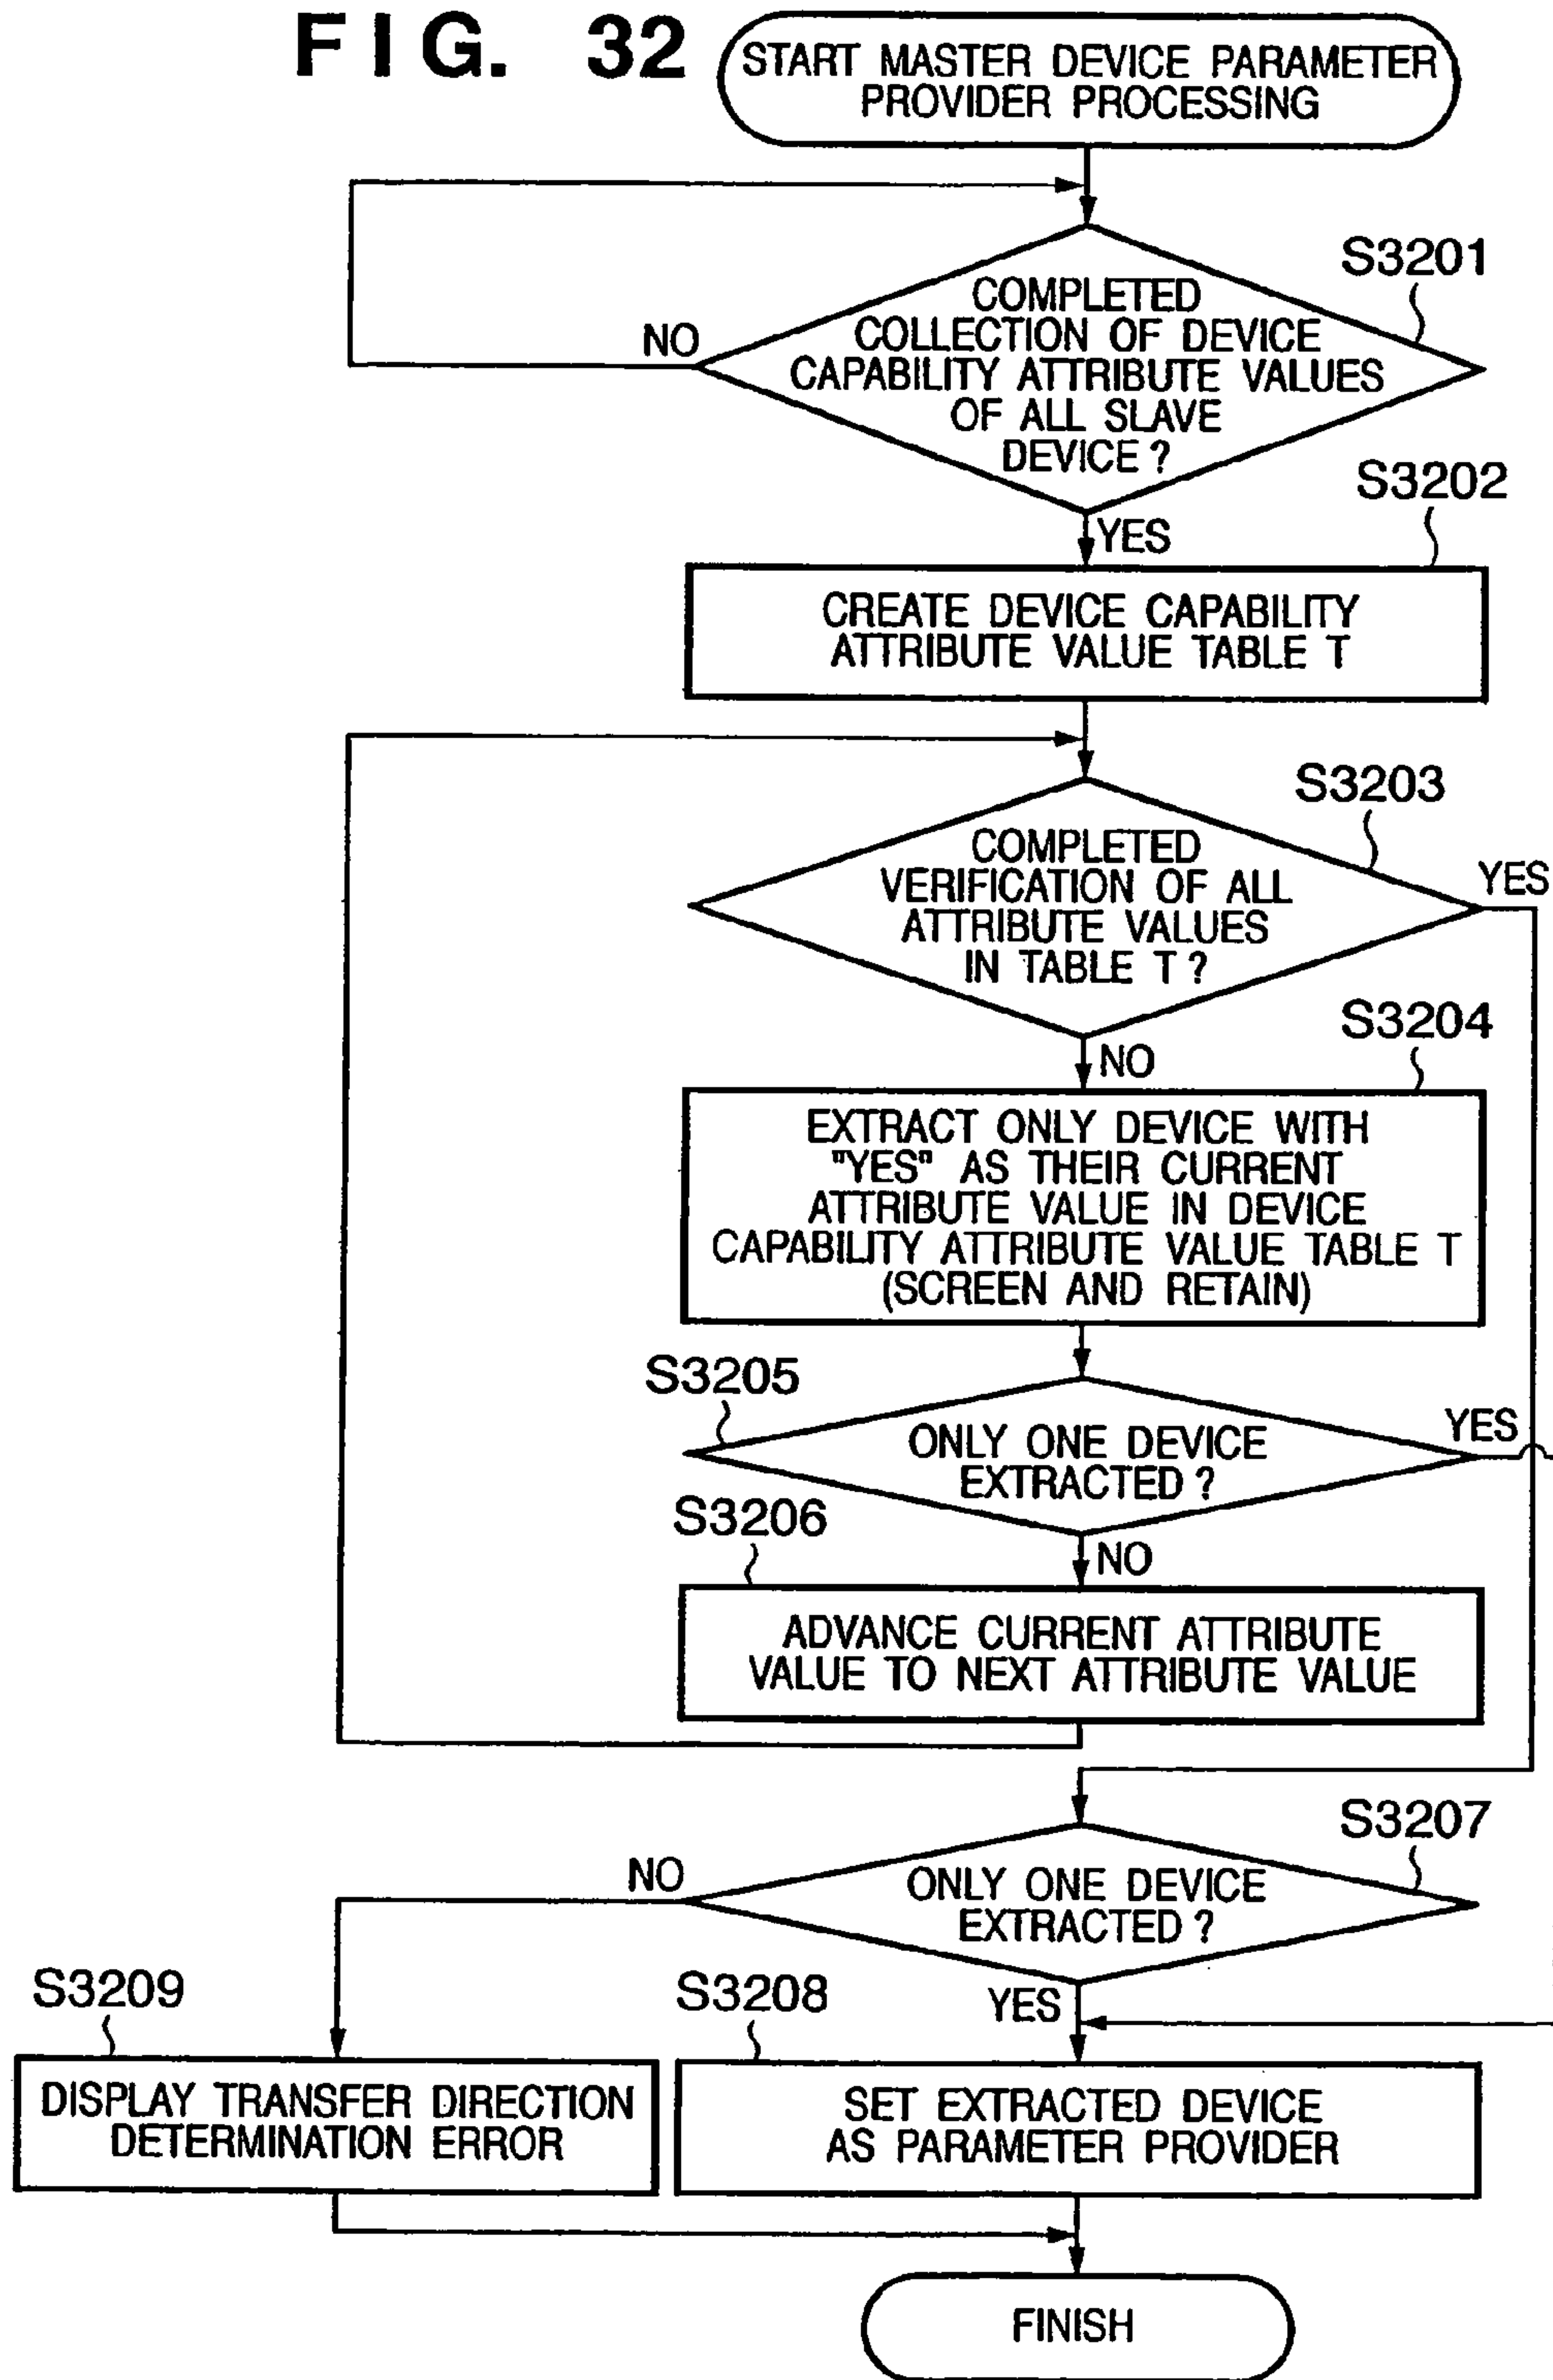 FIG. 32
START MASTER DEVICE PARAMETER
PROVIDER PROCESSING
S3201
COMPLETED
COLLECTION OF DEVICE
CAPABILITY ATTRIBUTE VALUES
OF ALL SLAVE
DEVICE ?
NO
YES
S3202
CREATE DEVICE CAPABILITY
ATTRIBUTE VALUE TABLE T
S3203
COMPLETED
VERIFICATION OF ALL
ATTRIBUTE VALUES
IN TABLE T ?
YES
NO
S3204
EXTRACT ONLY DEVICE WITH
"YES" AS THEIR CURRENT
ATTRIBUTE VALUE IN DEVICE
CAPABILITY ATTRIBUTE VALUE TABLE T
(SCREEN AND RETAIN)
S3205
ONLY ONE DEVICE
EXTRACTED ?
YES
NO
S3206
ADVANCE CURRENT ATTRIBUTE
VALUE TO NEXT ATTRIBUTE VALUE
S3207
ONLY ONE DEVICE
EXTRACTED ?
NO
YES
S3209
DISPLAY TRANSFER DIRECTION
DETERMINATION ERROR
S3208
SET EXTRACTED DEVICE
AS PARAMETER PROVIDER
FINISH